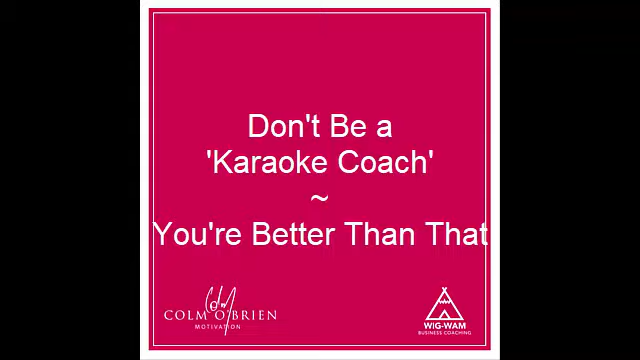 Don't Be a
'Karaoke Coach'
~
You're Better Than That
COLM O'BRIEN
MOTIVATION
WIG-WAM
BUSINESS COACHING